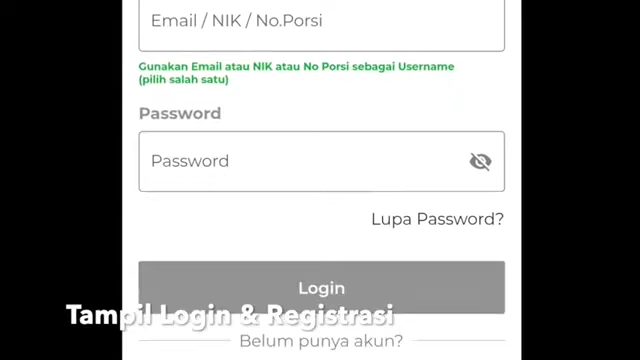 Email / NIK / No.Porsi
Gunakan Email atau NIK atau No Porsi sebagai Username
(pilih salah satu)
Password
Password
Lupa Password?
Login
Tampil Login & Registrasi
Belum punya akun?